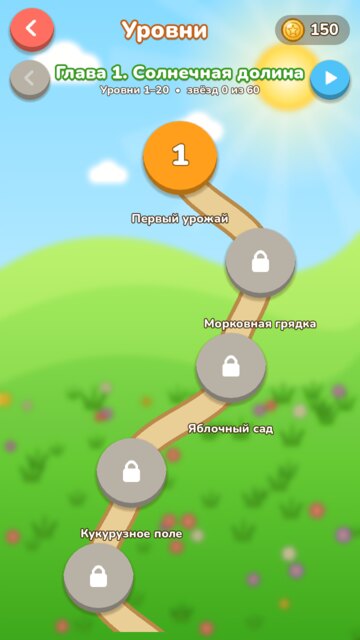 Уровни
150
Глава 1. Солнечная долина
Уровни 1–20 • звёзд 0 из 60
1
Первый урожай
Морковная грядка
Яблочный сад
Кукурузное поле